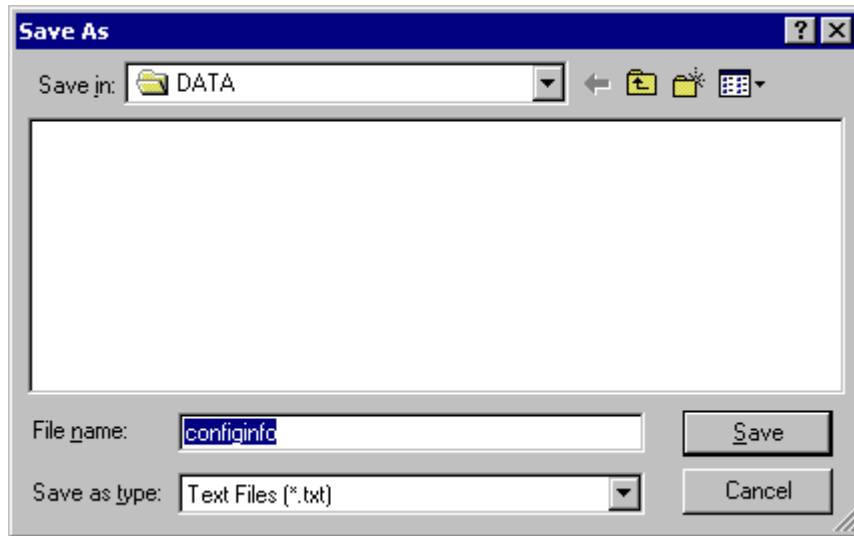 Save As
Save in: DATA
File name: configinfo Save
Save as type: Text Files (*.txt) Cancel